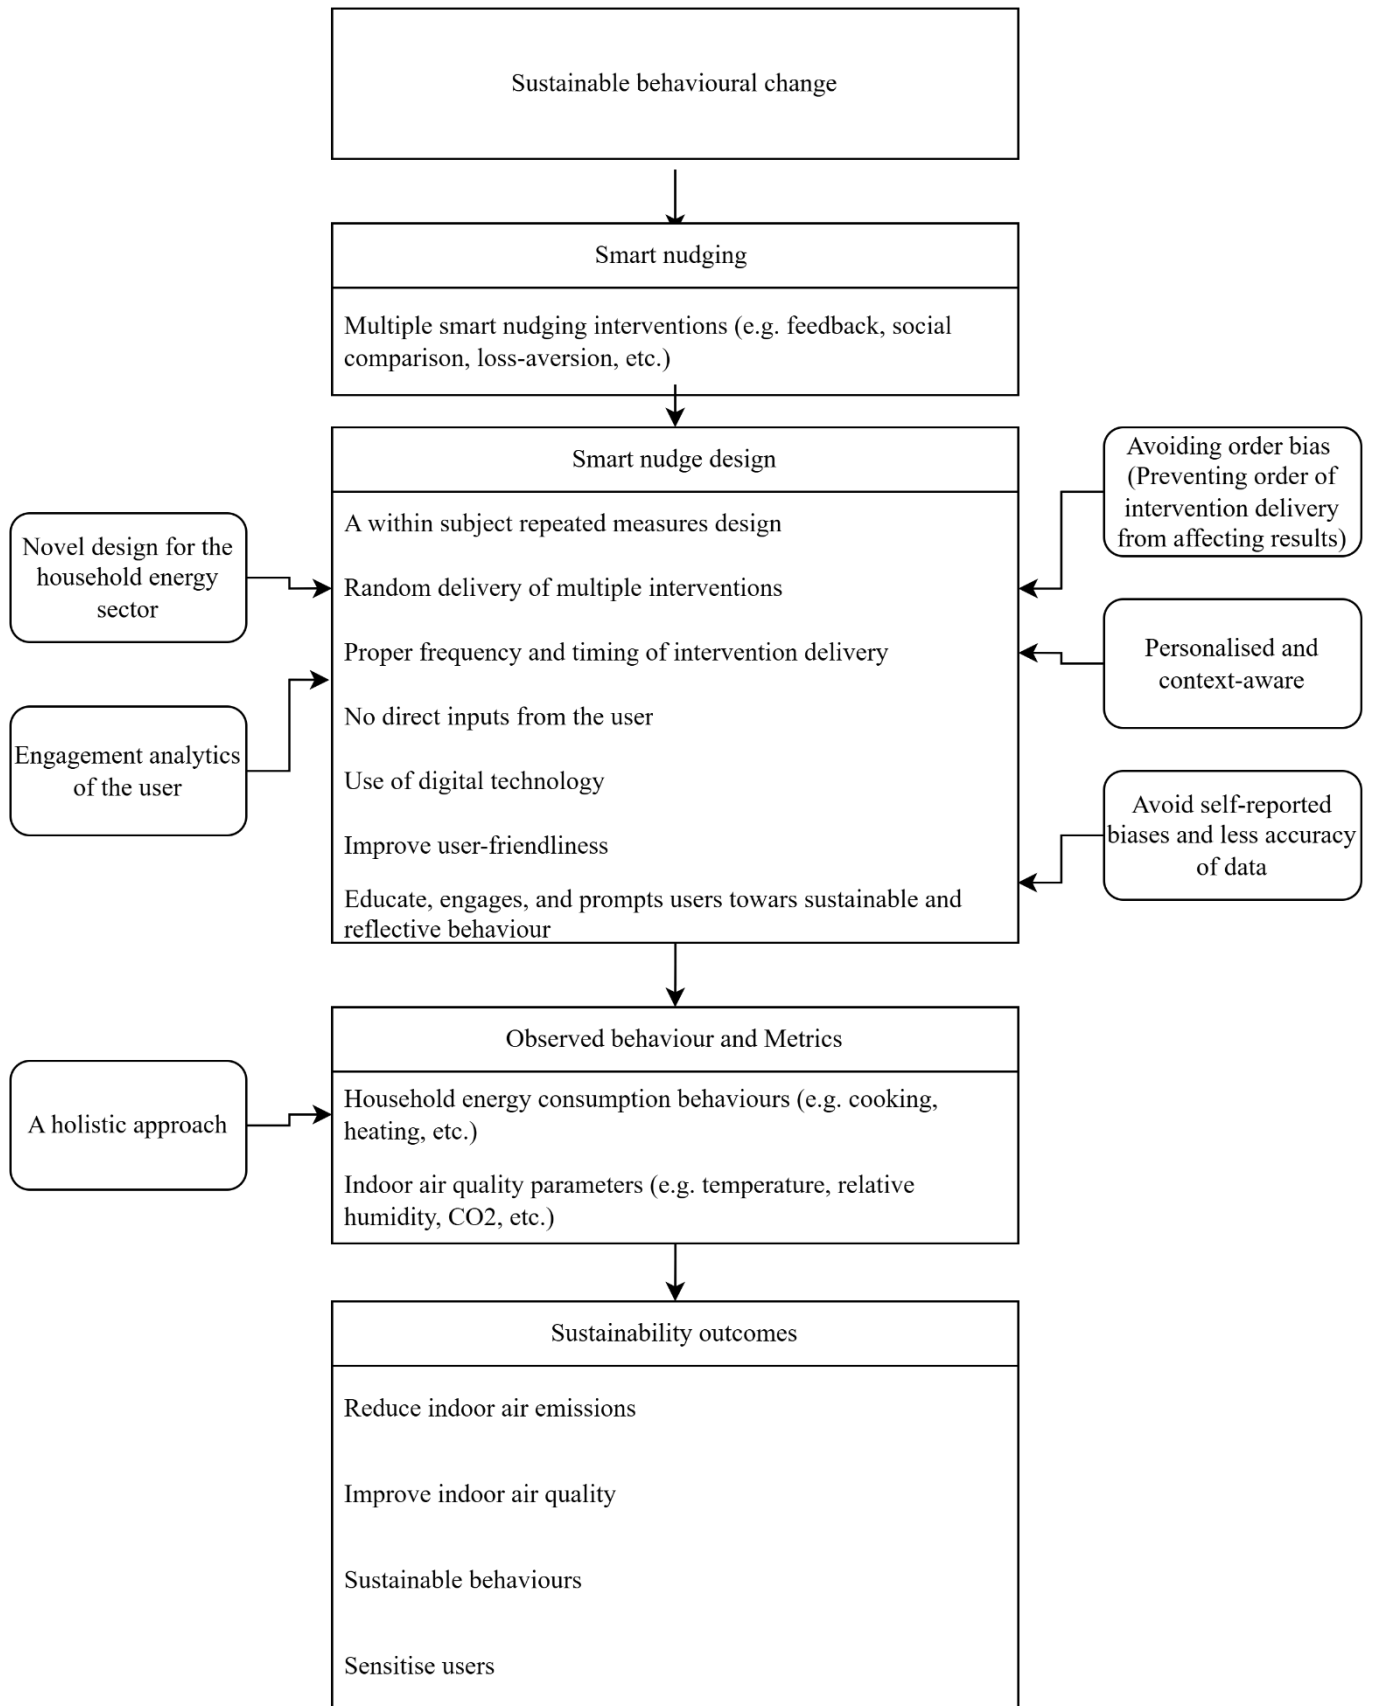 Sustainable behavioural change
Smart nudging
Multiple smart nudging interventions (e.g. feedback, social
comparison, loss-aversion, etc.)
Smart nudge design
A within subject repeated measures design
Random delivery of multiple interventions
Proper frequency and timing of intervention delivery
No direct inputs from the user
Use of digital technology
Improve user-friendliness
Educate, engages, and prompts users towars sustainable and
reflective behaviour
Novel design for the
household energy
sector
Engagement analytics
of the user
Avoiding order bias
(Preventing order of
intervention delivery
from affecting results)
Personalised and
context-aware
Avoid self-reported
biases and less accuracy
of data
Observed behaviour and Metrics
Household energy consumption behaviours (e.g. cooking,
heating, etc.)
Indoor air quality parameters (e.g. temperature, relative
humidity, CO2, etc.)
A holistic approach
Sustainability outcomes
Reduce indoor air emissions
Improve indoor air quality
Sustainable behaviours
Sensitise users